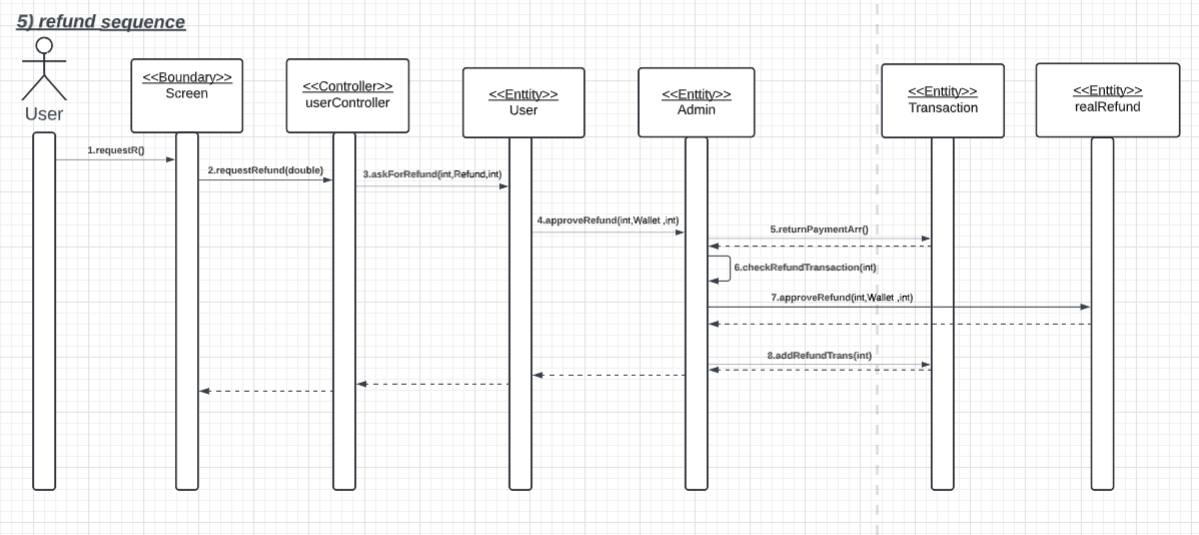 5) refund sequence
User
<<Boundary>>
Screen
<<Controller>>
userController
<<Enttity>>
User
<<Enttity>>
Admin
<<Enttity>>
Transaction
<<Enttity>>
realRefund
1.requestR()
2.requestRefund(double)
3.askForRefund(int,Refund,int)
4.approveRefund(int,Wallet ,int)
5.returnPaymentArr()
6.checkRefundTransaction(int)
7.approveRefund(int,Wallet ,int)
8.addRefundTrans(int)